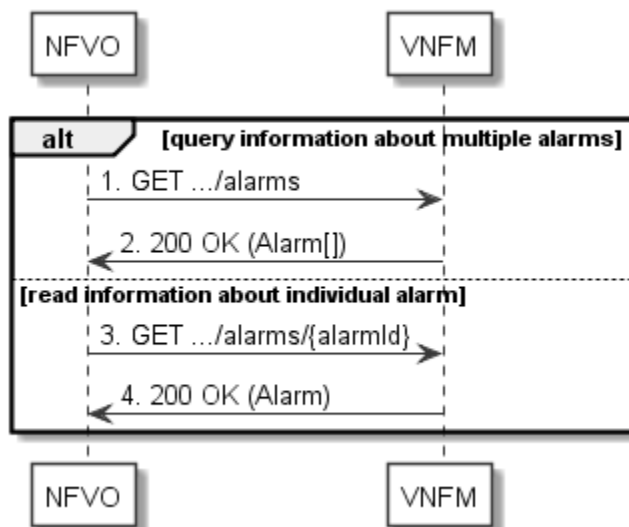 NFVO VNFM
alt [query information about multiple alarms]
1. GET .../alarms
2. 200 OK (Alarm[])
[read information about individual alarm]
3. GET .../alarms/{alarmId}
4. 200 OK (Alarm)
NFVO VNFM